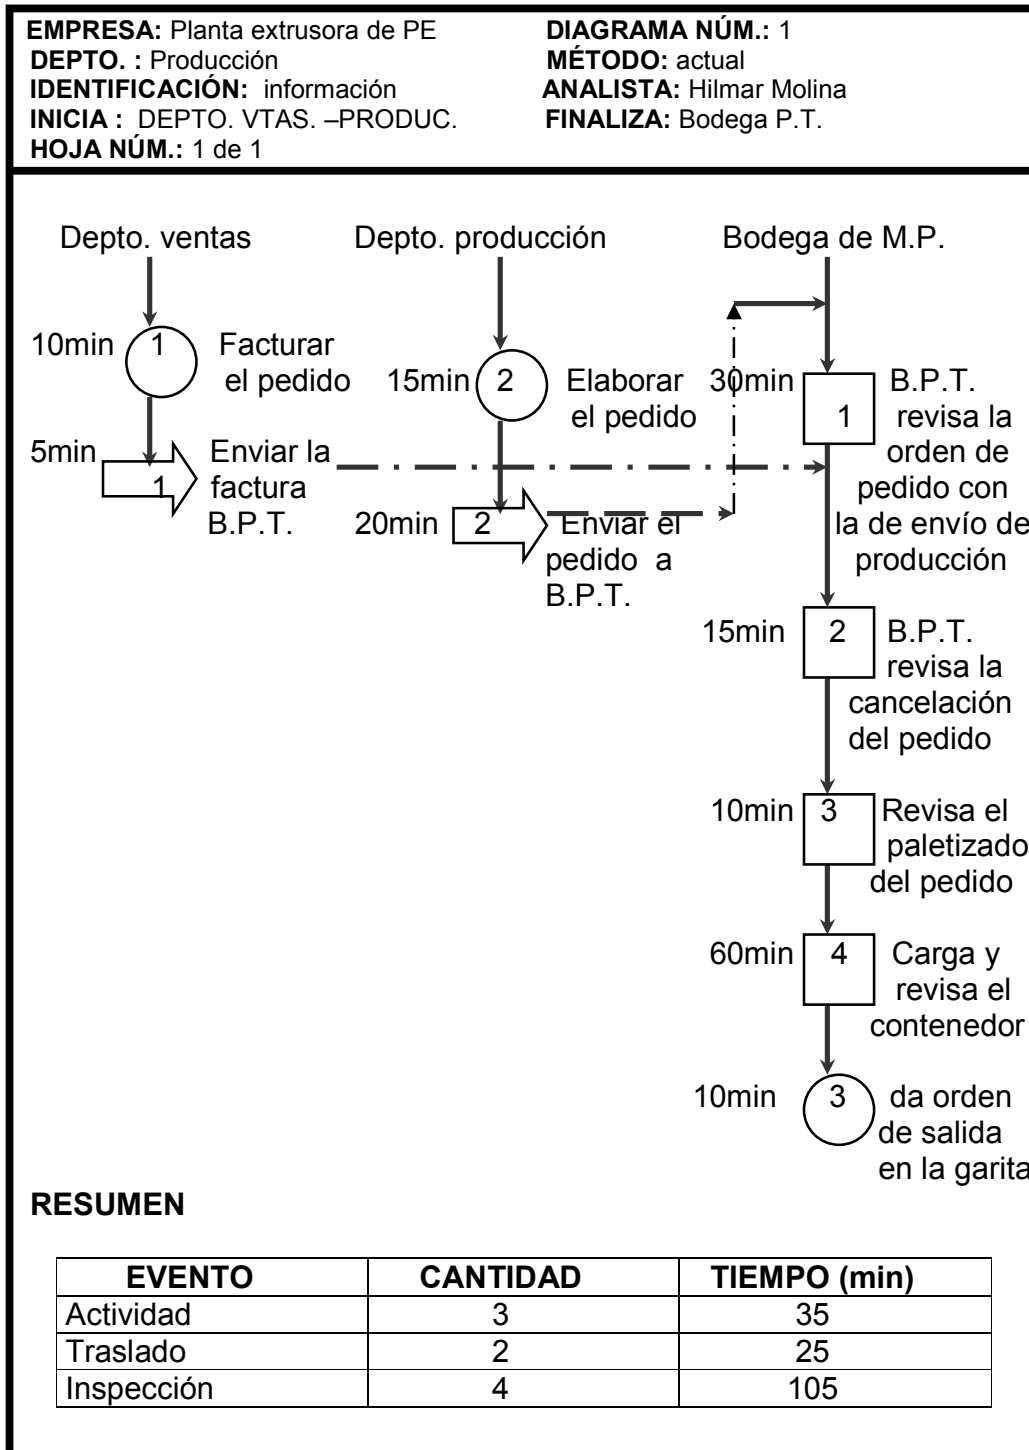 EMPRESA: Planta extrusora de PE DIAGRAMA NÚM.: 1
DEPTO. : Producción MÉTODO: actual
IDENTIFICACIÓN: información ANALISTA: Hilmar Molina
INICIA : DEPTO. VTAS. –PRODUC. FINALIZA: Bodega P.T.
HOJA NÚM.: 1 de 1
Depto. ventas
10min 1 Facturar
el pedido
5min 1 Enviar la
factura
B.P.T.
Depto. producción
15min 2 Elaborar
el pedido
20min 2 Enviar el
pedido a
B.P.T.
Bodega de M.P.
30min 1 B.P.T.
revisa la
orden de
pedido con
la de envío de
producción
15min 2 B.P.T.
revisa la
cancelación
del pedido
10min 3 Revisa el
paletizado
del pedido
60min 4 Carga y
revisa el
contenedor
10min 3 da orden
de salida
en la garita
RESUMEN
EVENTO CANTIDAD TIEMPO (min)
Actividad 3 35
Traslado 2 25
Inspección 4 105